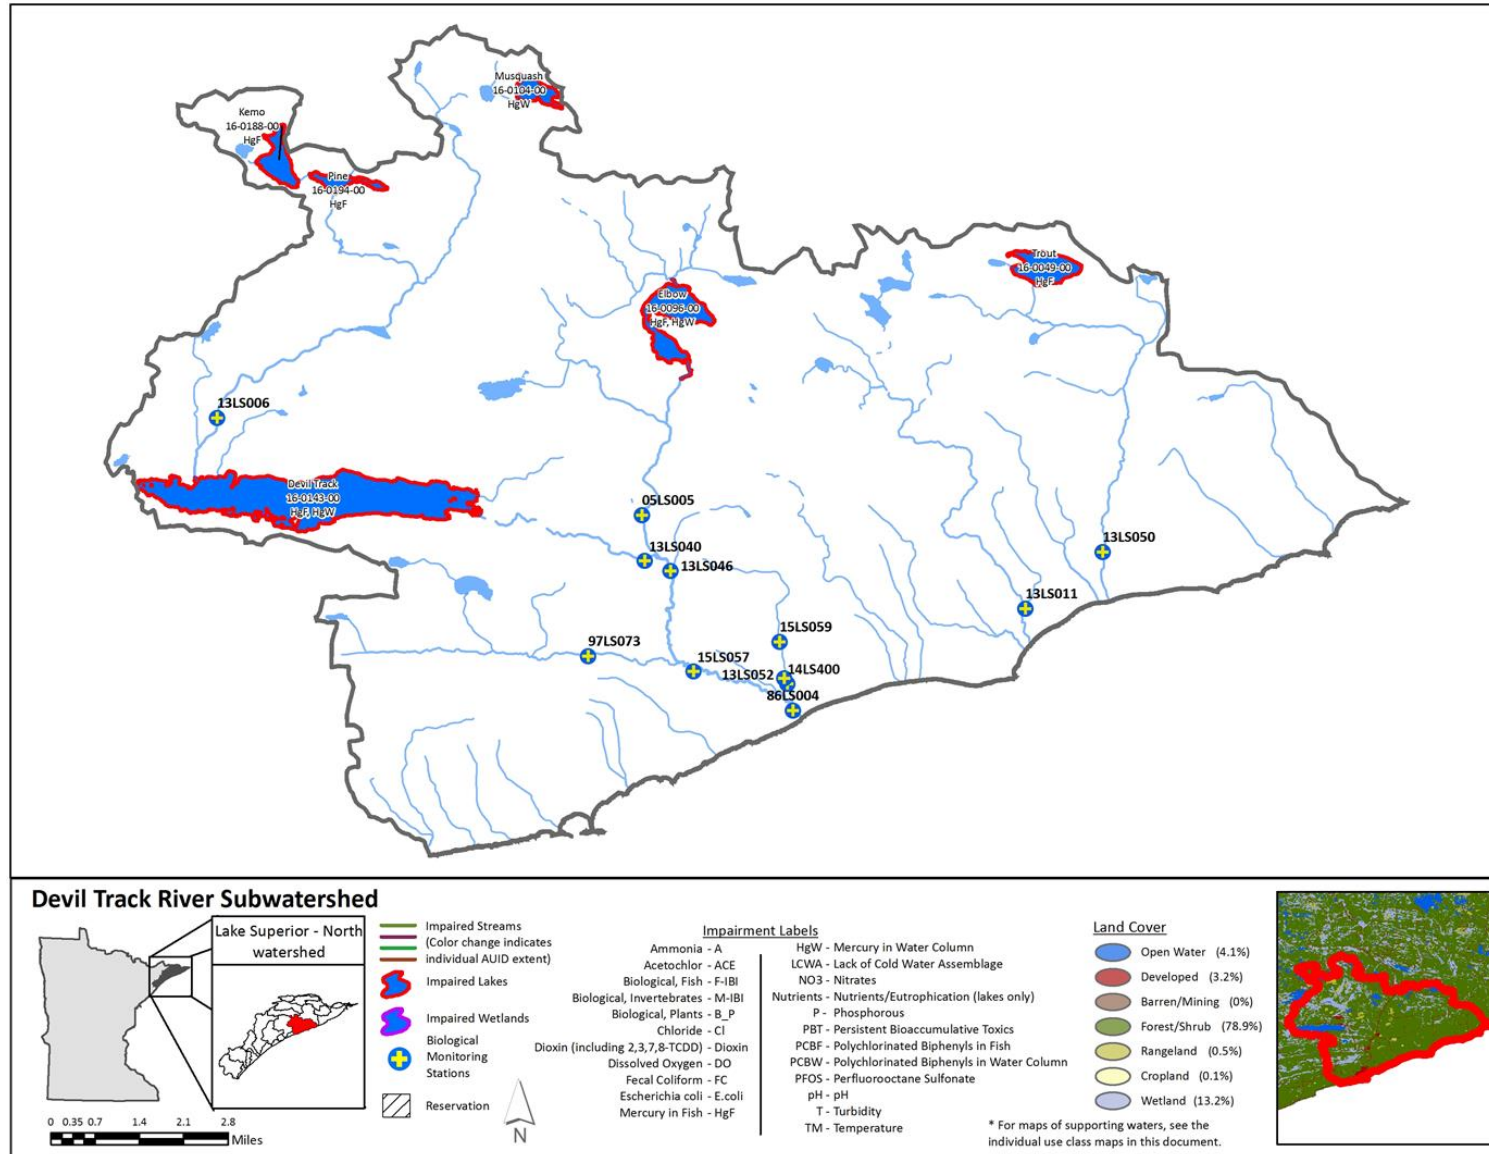 Musquash
16-0104-00
HgW
Kemo
16-0188-00
HgF
Pine
16-0194-00
HgF
Trout
16-0049-00
HgF
Elbow
16-0096-00
HgF, HgW
13LS006
Devil Track
16-0143-00
HgF, HgW
05LS005
13LS040
13LS046
13LS050
13LS011
15LS059
97LS073
15LS057
13LS052
14LS400
86LS004
Devil Track River Subwatershed
Lake Superior - North
watershed
0 0.35 0.7 1.4 2.1 2.8
Miles
Impaired Streams
(Color change indicates
individual AUID extent)
Impaired Lakes
Impaired Wetlands
Biological
Monitoring
Stations
Reservation
N
Impairment Labels
Ammonia - A
Acetochlor - ACE
Biological, Fish - F-IBI
Biological, Invertebrates - M-IBI
Biological, Plants - B_P
Chloride - Cl
Dioxin (including 2,3,7,8-TCDD) - Dioxin
Dissolved Oxygen - DO
Fecal Coliform - FC
Escherichia coli - E.coli
Mercury in Fish - HgF
HgW - Mercury in Water Column
LCWA - Lack of Cold Water Assemblage
NO3 - Nitrates
Nutrients - Nutrients/Eutrophication (lakes only)
P - Phosphorous
PBT - Persistent Bioaccumulative Toxics
PCBF - Polychlorinated Biphenyls in Fish
PCBW - Polychlorinated Biphenyls in Water Column
PFOS - Perfluorooctane Sulfonate
pH - pH
T - Turbidity
TM - Temperature
Land Cover
Open Water (4.1%)
Developed (3.2%)
Barren/Mining (0%)
Forest/Shrub (78.9%)
Rangeland (0.5%)
Cropland (0.1%)
Wetland (13.2%)
* For maps of supporting waters, see the
individual use class maps in this document.